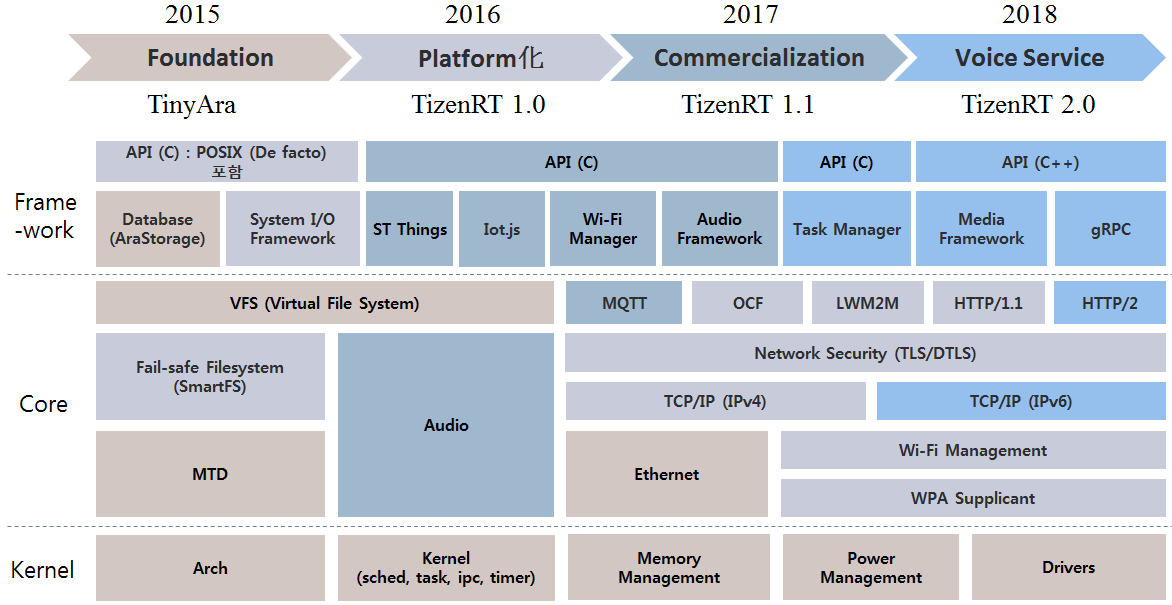 2015 2016 2017 2018
Foundation Platform化 Commercialization Voice Service
TinyAra TizenRT 1.0 TizenRT 1.1 TizenRT 2.0
API (C) : POSIX (De facto)
포함
API (C)
API (C)
API (C++)
Frame
-work
Database
(AraStorage)
System I/O
Framework
ST Things
Iot.js
Wi-Fi
Manager
Audio
Framework
Task Manager
Media
Framework
gRPC
Core
VFS (Virtual File System)
MQTT
OCF
LWM2M
HTTP/1.1
HTTP/2
Fail-safe Filesystem
(SmartFS)
Audio
Network Security (TLS/DTLS)
TCP/IP (IPv4)
TCP/IP (IPv6)
MTD
Ethernet
Wi-Fi Management
WPA Supplicant
Kernel
Arch
Kernel
(sched, task, ipc, timer)
Memory
Management
Power
Management
Drivers